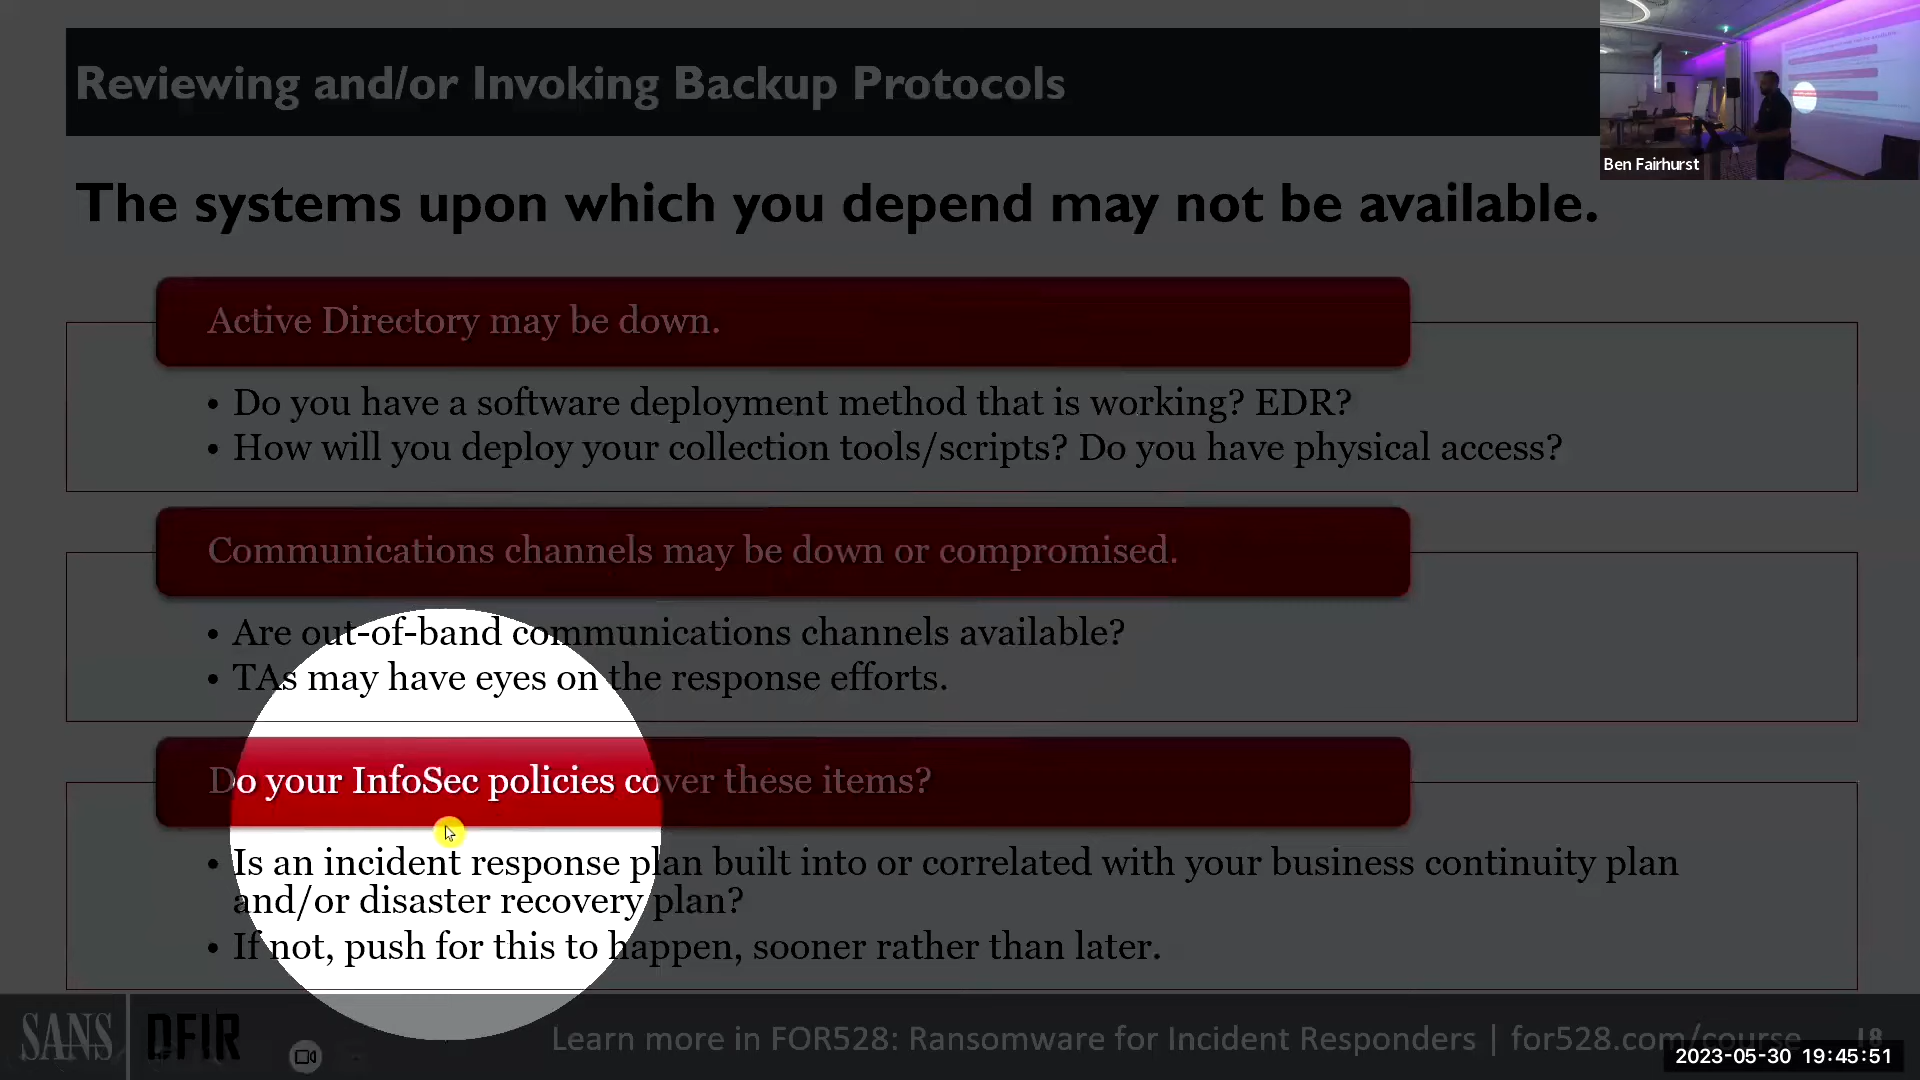 Reviewing and/or Invoking Backup Protocols
Ben Fairhurst
The systems upon which you depend may not be available.
Active Directory may be down.
• Do you have a software deployment method that is working? EDR?
• How will you deploy your collection tools/scripts? Do you have physical access?
Communications channels may be down or compromised.
• Are out-of-band communications channels available?
• TAs may have eyes on the response efforts.
Do your InfoSec policies cover these items?
• Is an incident response plan built into or correlated with your business continuity plan
and/or disaster recovery plan?
• If not, push for this to happen, sooner rather than later.
SANS DFIR
Learn more in FOR528: Ransomware for Incident Responders | for528.com/course
18
2023-05-30 19:45:51